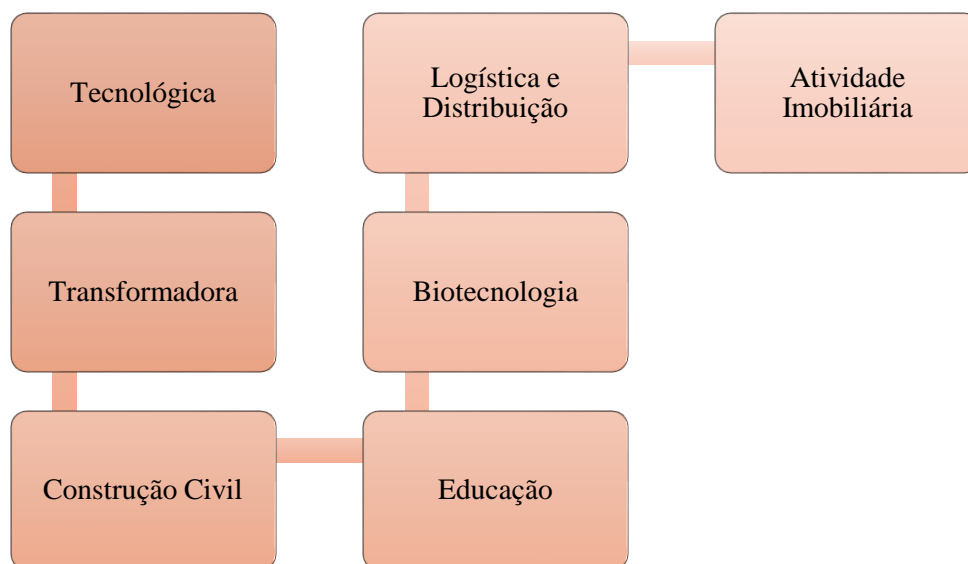 Tecnológica
Transformadora
Construção Civil
Educação
Biotecnologia
Logística e
Distribuição
Atividade
Imobiliária